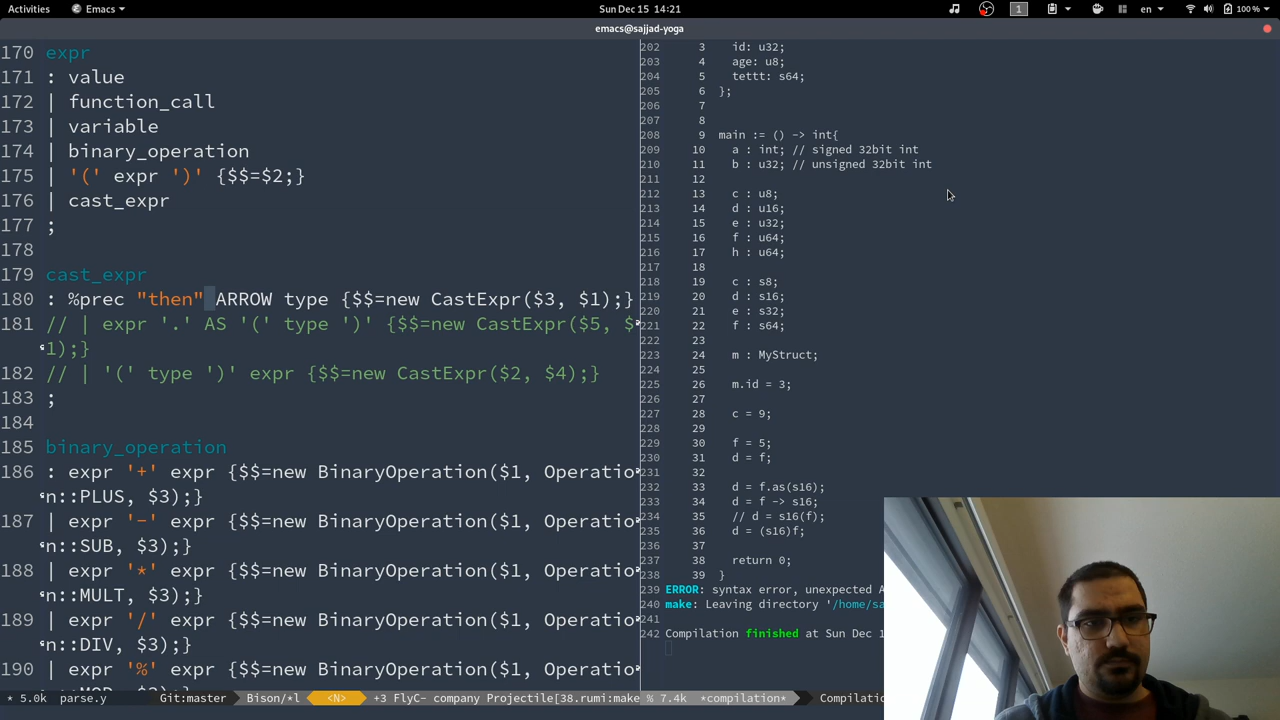 Activities Emacs Sun Dec 15 14:21 1 en 100 %
emacs@sajjad-yoga
170 expr
171 : value
172 | function_call
173 | variable
174 | binary_operation
175 | '(' expr ')' {$$=$2;}
176 | cast_expr
177 ;
178
179 cast_expr
180 : %prec "then" ARROW type {$$=new CastExpr($3, $1);}
181 // | expr '.' AS '(' type ')' {$$=new CastExpr($5, $
1);}
182 // | '(' type ')' expr {$$=new CastExpr($2, $4);}
183 ;
184
185 binary_operation
186 : expr '+' expr {$$=new BinaryOperation($1, Operatio
n::PLUS, $3);}
187 | expr '-' expr {$$=new BinaryOperation($1, Operatio
n::SUB, $3);}
188 | expr '*' expr {$$=new BinaryOperation($1, Operatio
n::MULT, $3);}
189 | expr '/' expr {$$=new BinaryOperation($1, Operatio
n::DIV, $3);}
190 | expr '%' expr {$$=new BinaryOperation($1, Operatio
* 5.0k parse.y Git:master Bison/*l <N> +3 FlyC- company Projectile[38.rumi:make
202 3 id: u32;
203 4 age: u8;
204 5 tettt: s64;
205 6 };
206 7
207 8
208 9 main := () -> int{
209 10 a : int; // signed 32bit int
210 11 b : u32; // unsigned 32bit int
211 12
212 13 c : u8;
213 14 d : u16;
214 15 e : u32;
215 16 f : u64;
216 17 h : u64;
217 18
218 19 c : s8;
219 20 d : s16;
220 21 e : s32;
221 22 f : s64;
222 23
223 24 m : MyStruct;
224 25
225 26 m.id = 3;
226 27
227 28 c = 9;
228 29
229 30 f = 5;
230 31 d = f;
231 32
232 33 d = f.as(s16);
233 34 d = f -> s16;
234 35 // d = s16(f);
235 36 d = (s16)f;
236 37
237 38 return 0;
238 39 }
239 ERROR: syntax error, unexpected A
240 make: Leaving directory '/home/sa
241
242 Compilation finished at Sun Dec 1
% 7.4k *compilation* Compilati